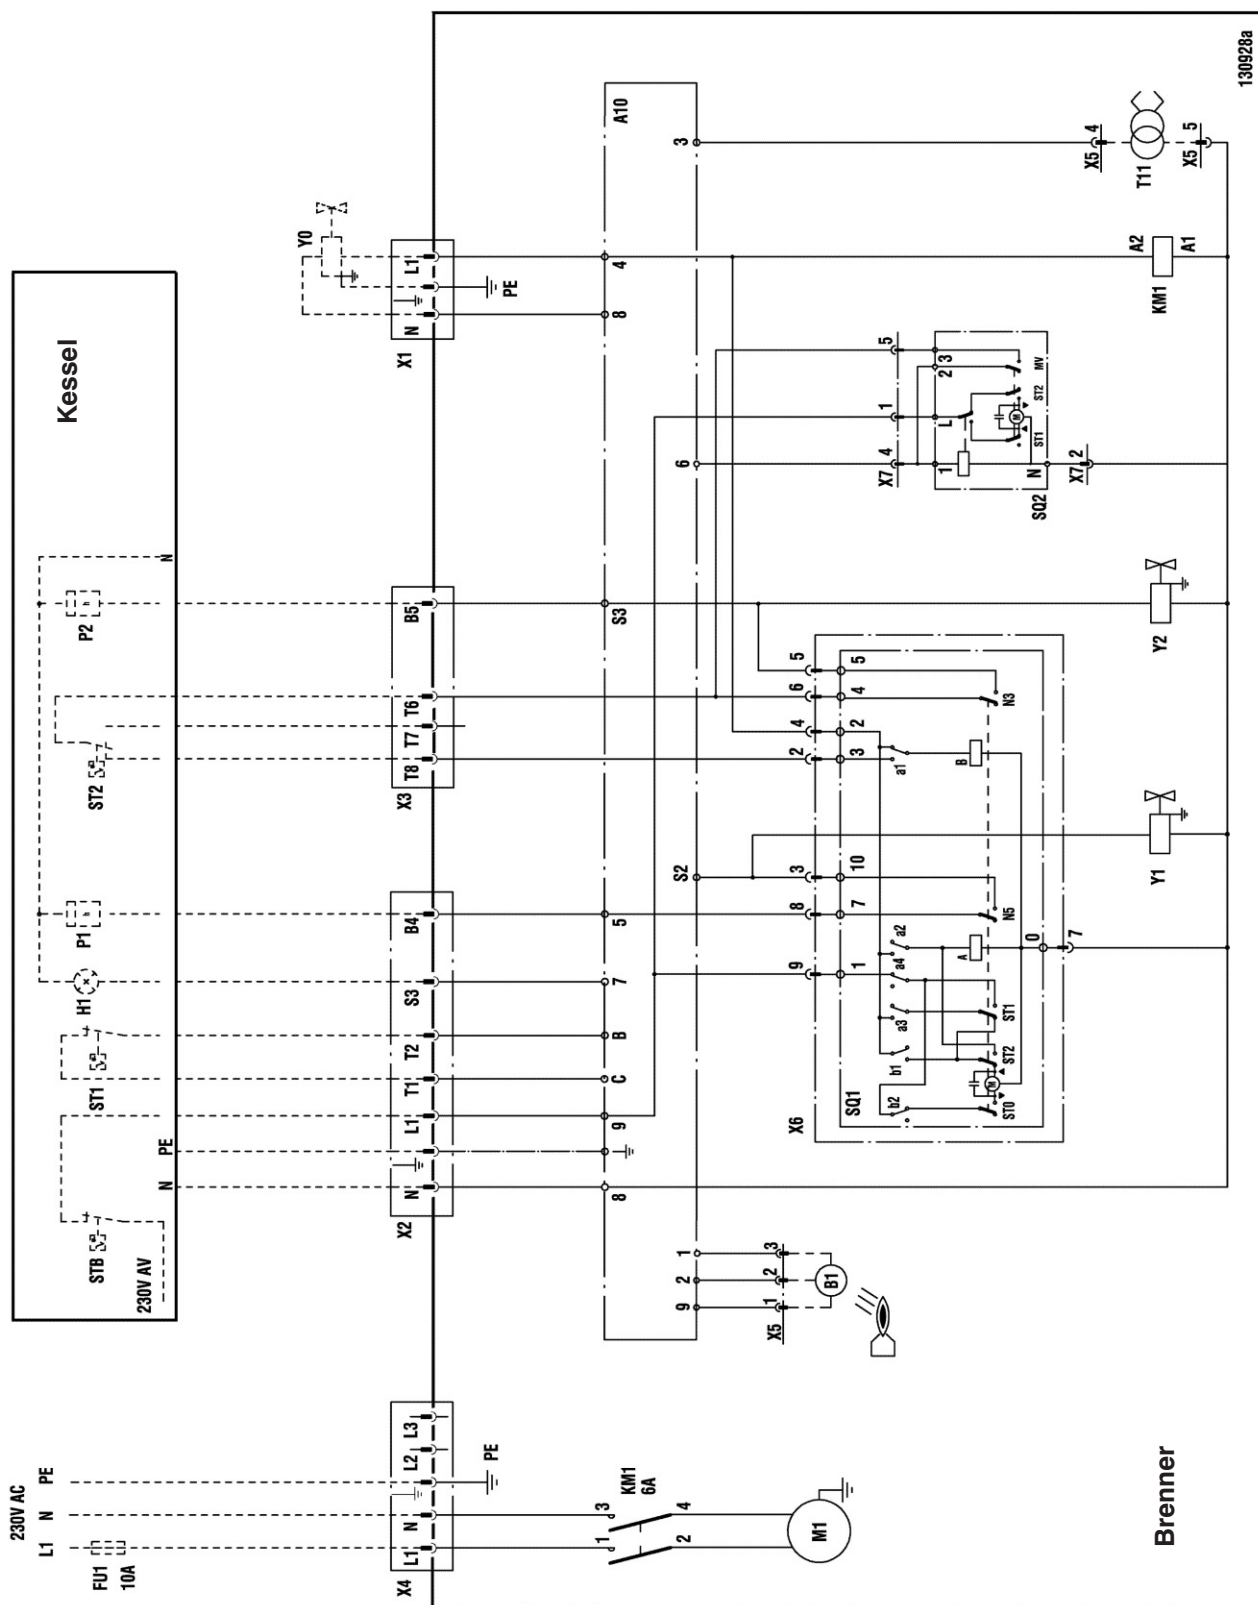 Kessel
230V AC
L1 N PE
FU1
10A
230V AV
STB
N PE
ST1
H1
P1
ST2
P2
N
Y0
X4
L1 N L2 L3
PE
X2
N L1 T1 T2 S3 B4
X3
T8 T7 T6 B5
X1
N L1
PE
KM1
6A
1 3
2 4
M1
A10
8 9 C B 7 5 S3 8 4
9 2 1 S2 6 3
X5
1 2 3
B1
X6
9 8 3 2 4 6 5
SQ1
1 7 10 3 2 4 5
b2 b1 a3 a4 a2 a1
A
B
M
ST0 ST2 ST1 N5 N3
0
7
X7
4 1 5
1 L 2 3
M
ST1 ST2 MV
N
SQ2
X7 2
Y1
Y2
KM1
A1 A2
X5 4
T11
X5 5
Brenner
130928a